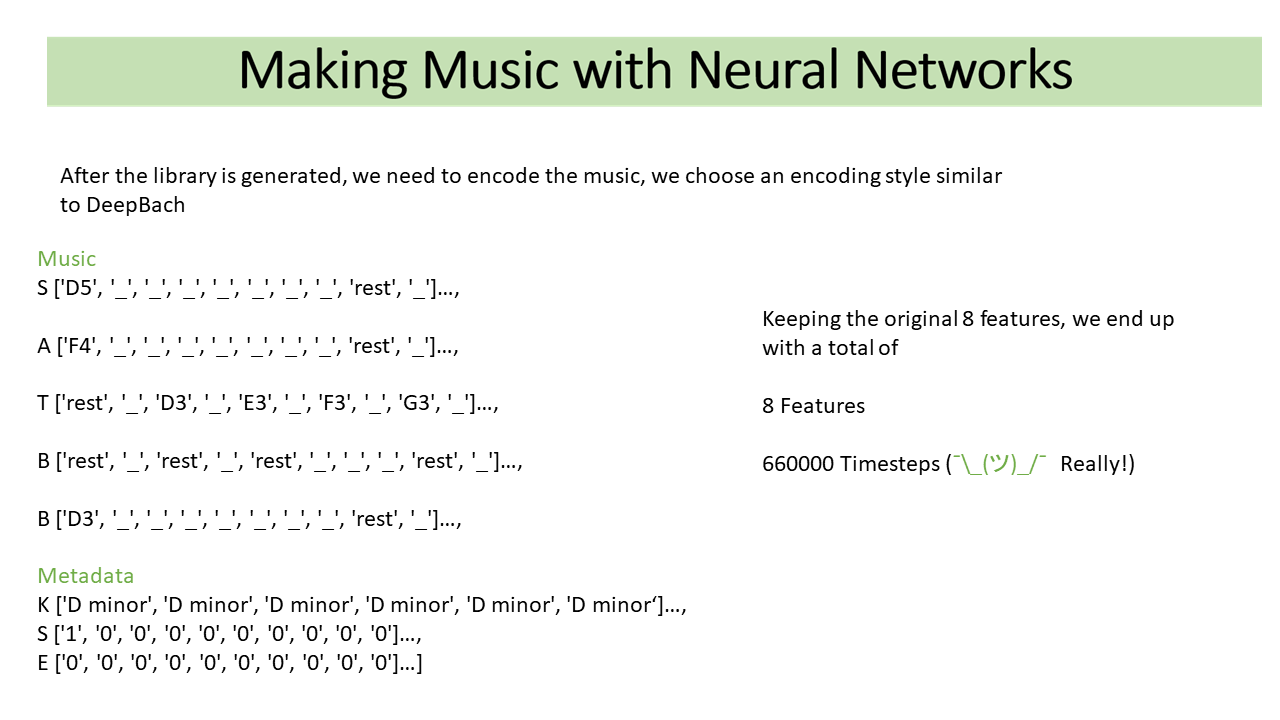 Making Music with Neural Networks
After the library is generated, we need to encode the music, we choose an encoding style similar
to DeepBach
Music
S ['D5', '_', '_', '_', '_', '_', '_', '_', 'rest', '_']…,
A ['F4', '_', '_', '_', '_', '_', '_', '_', 'rest', '_']…,
T ['rest', '_', 'D3', '_', 'E3', '_', 'F3', '_', 'G3', '_']…,
B ['rest', '_', 'rest', '_', 'rest', '_', '_', '_', 'rest', '_']…,
B ['D3', '_', '_', '_', '_', '_', '_', '_', 'rest', '_']…,
Metadata
K ['D minor', 'D minor', 'D minor', 'D minor', 'D minor', 'D minor‘]…,
S ['1', '0', '0', '0', '0', '0', '0', '0', '0', '0']…,
E ['0', '0', '0', '0', '0', '0', '0', '0', '0', '0']…]
Keeping the original 8 features, we end up
with a total of
8 Features
660000 Timesteps (¯\_(ツ)_/¯ Really!)